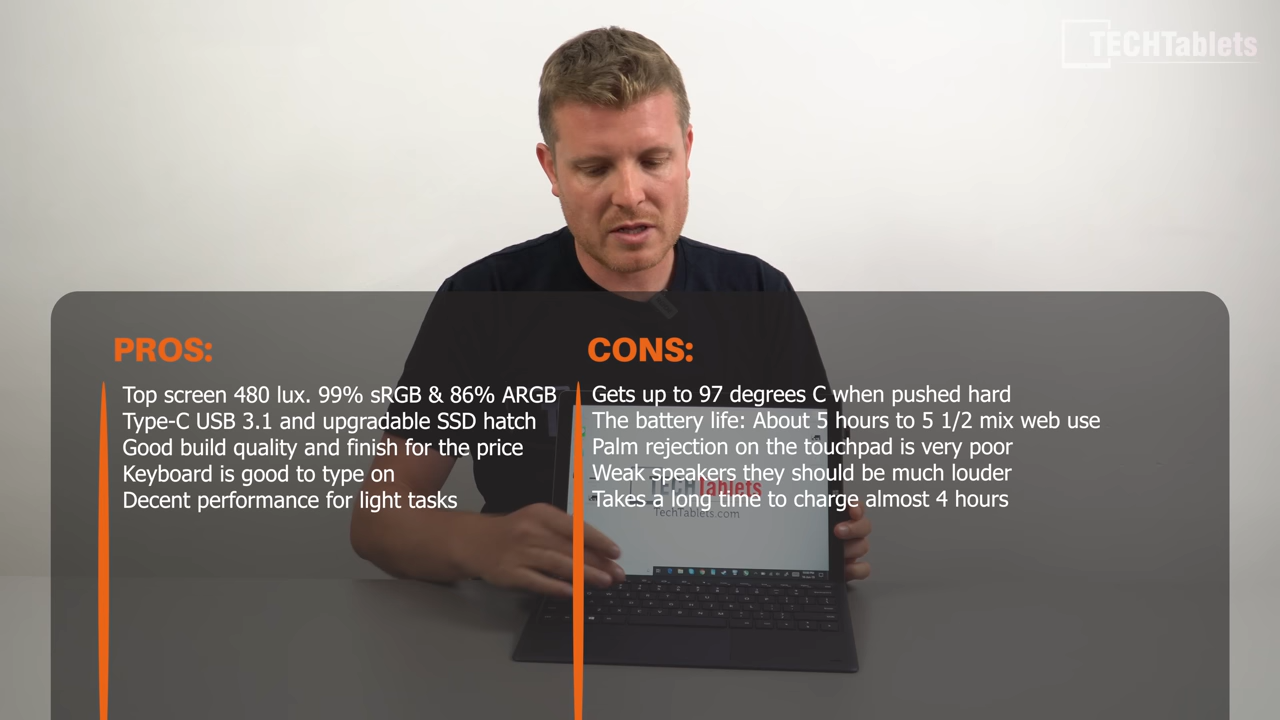 TECHTablets
PROS:
Top screen 480 lux. 99% sRGB & 86% ARGB
Type-C USB 3.1 and upgradable SSD hatch
Good build quality and finish for the price
Keyboard is good to type on
Decent performance for light tasks
CONS:
Gets up to 97 degrees C when pushed hard
The battery life: About 5 hours to 5 1/2 mix web use
Palm rejection on the touchpad is very poor
Weak speakers they should be much louder
Takes a long time to charge almost 4 hours
TECHTablets
TechTablets.com